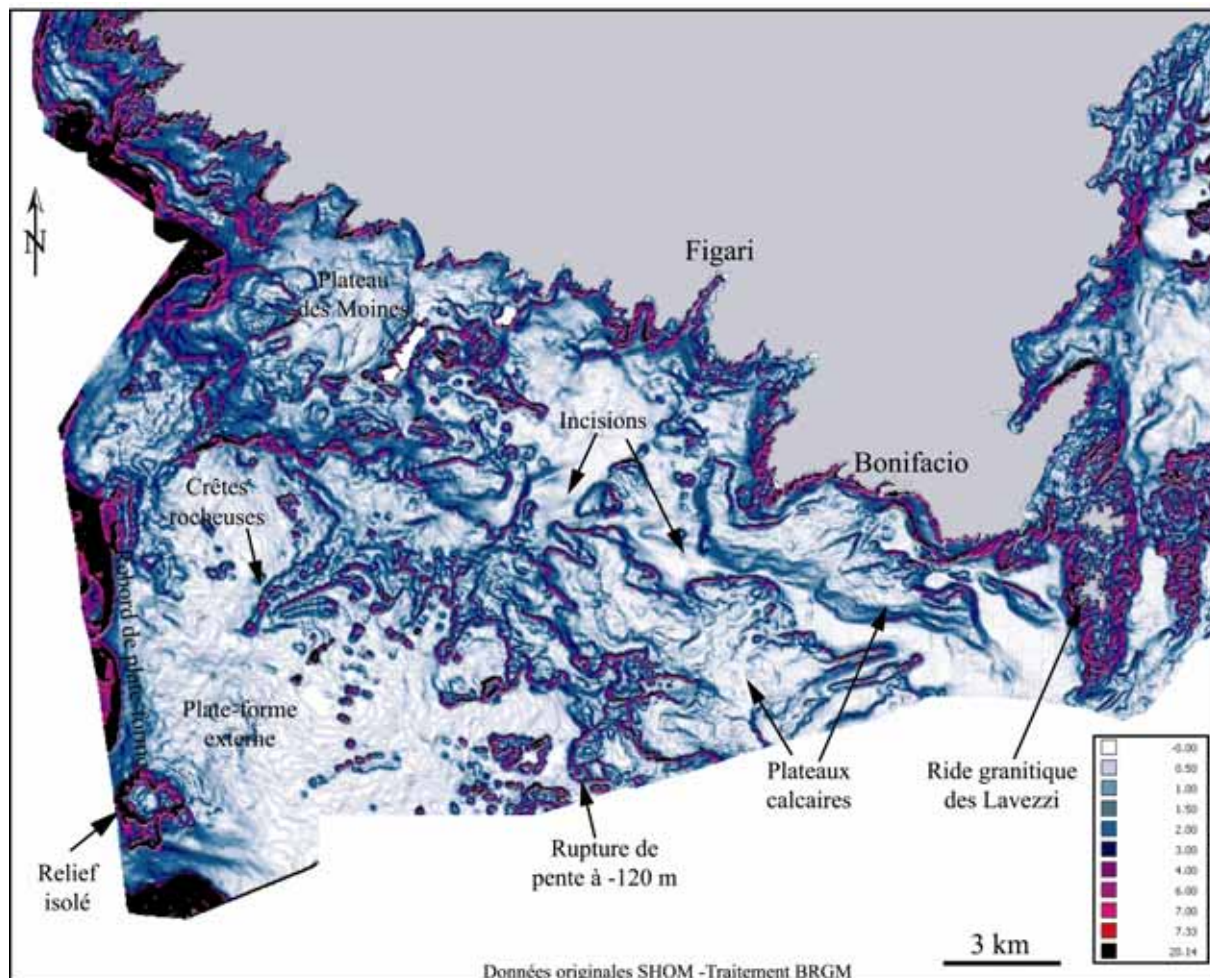 N
Figari
Plateau
des Moines
Incisions
Bonifacio
Crêtes
rocheuses
Rebord de plate-forme
Plate-forme
externe
Plateaux
calcaires
Ride granitique
des Lavezzi
Rupture de
pente à -120 m
Relief
isolé
-0.00
0.50
1.00
1.50
2.00
3.00
4.00
6.00
7.00
7.33
3 km
Données originales SHOM -Traitement BRGM